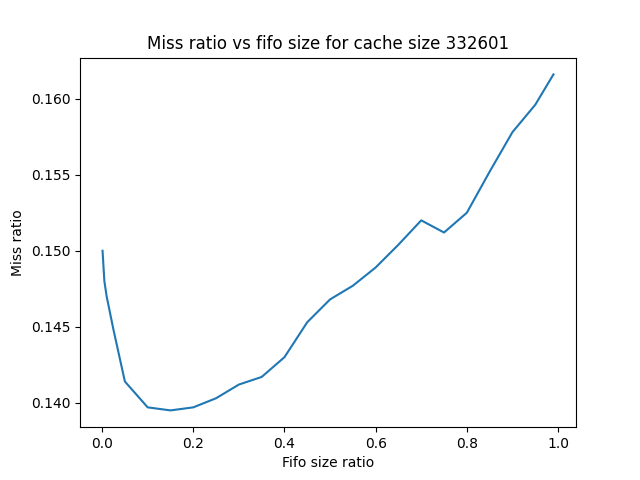 Miss ratio vs fifo size for cache size 332601
0.160
0.155
0.150
0.145
0.140
Miss ratio
0.0 0.2 0.4 0.6 0.8 1.0
Fifo size ratio